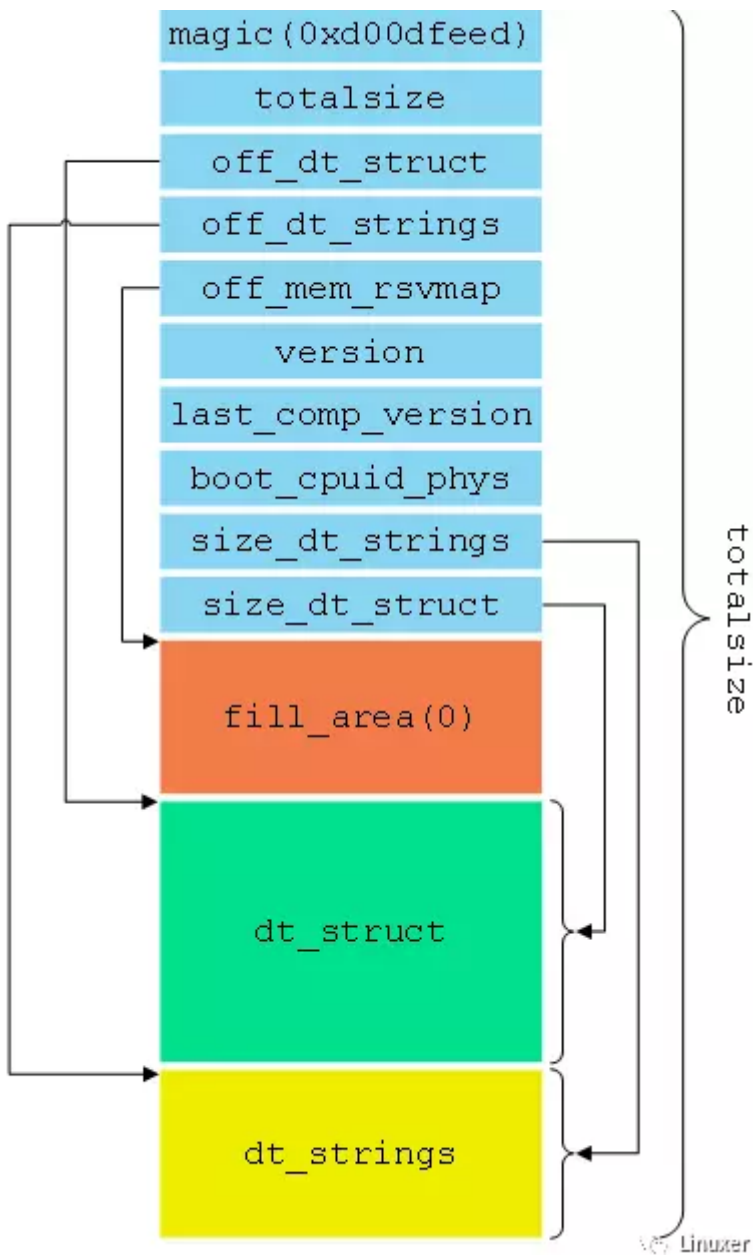 magic(0xd00dfeed)
totalsize
off_dt_struct
off_dt_strings
off_mem_rsvmap
version
last_comp_version
boot_cpuid_phys
size_dt_strings
size_dt_struct
totalsize
fill_area(0)
dt_struct
dt_strings
Linuxer